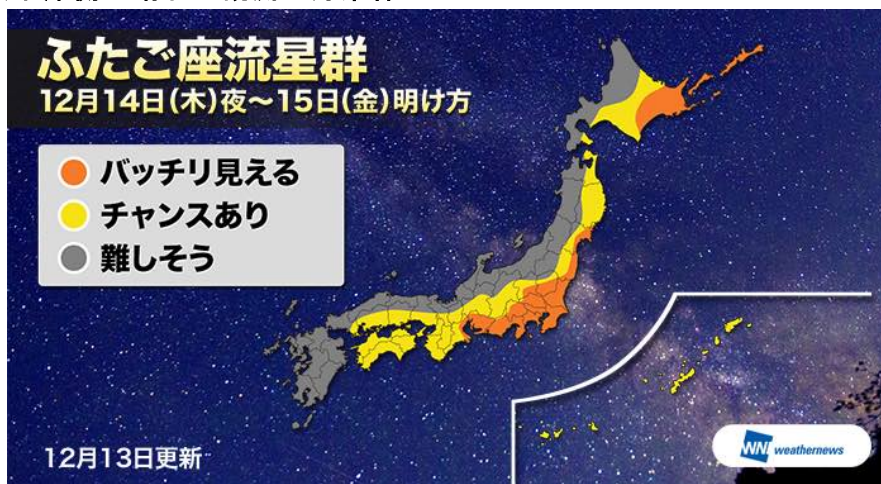 ふたご座流星群
12月14日(木)夜〜15日(金)明け方
バッチリ見える
チャンスあり
難しそう
12月13日更新
WNI weathernews